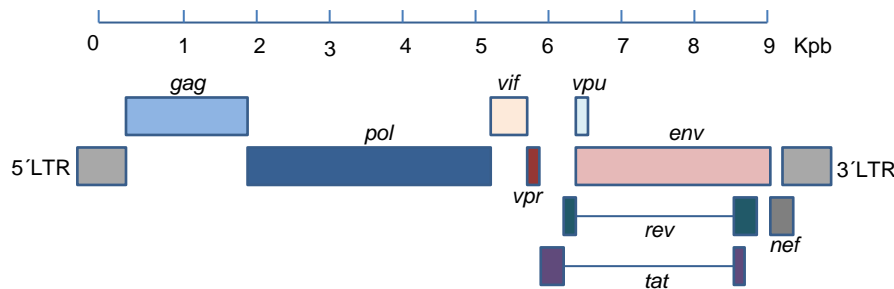 0 1 2 3 4 5 6 7 8 9 Kpb
gag vif vpu
pol env
5´LTR 3´LTR
vpr
rev nef
tat